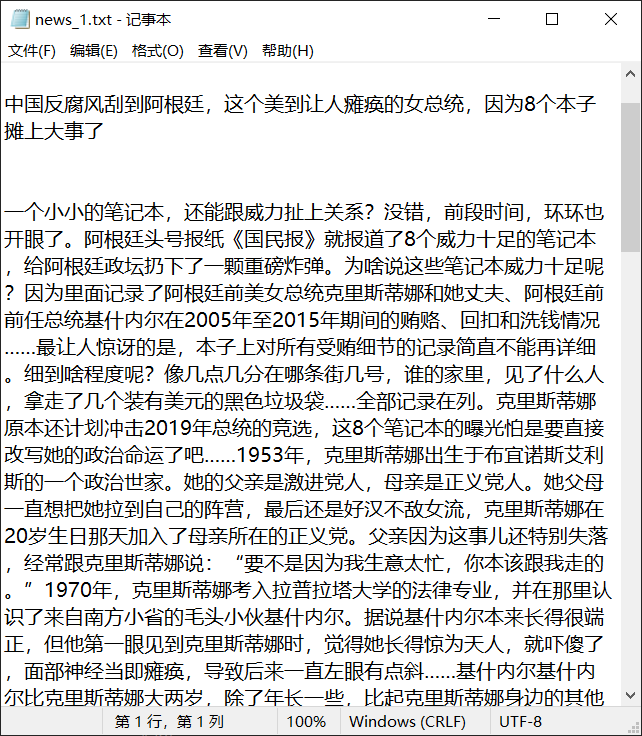 news_1.txt - 记事本
文件(F) 编辑(E) 格式(O) 查看(V) 帮助(H)
中国反腐风刮到阿根廷，这个美到让人瘫痪的女总统，因为8个本子
摊上大事了
一个小小的笔记本，还能跟威力扯上关系？没错，前段时间，环环也
开眼了。阿根廷头号报纸《国民报》就报道了8个威力十足的笔记本
，给阿根廷政坛扔下了一颗重磅炸弹。为啥说这些笔记本威力十足呢
？因为里面记录了阿根廷前美女总统克里斯蒂娜和她丈夫、阿根廷前
前任总统基什内尔在2005年至2015年期间的贿赂、回扣和洗钱情况
......最让人惊讶的是，本子上对所有受贿细节的记录简直不能再详细
。细到啥程度呢？像几点几分在哪条街几号，谁的家里，见了什么人
，拿走了几个装有美元的黑色垃圾袋......全部记录在列。克里斯蒂娜
原本还计划冲击2019年总统的竞选，这8个笔记本的曝光怕是要直接
改写她的政治命运了吧......1953年，克里斯蒂娜出生于布宜诺斯艾利
斯的一个政治世家。她的父亲是激进党人，母亲是正义党人。她父母
一直想把她拉到自己的阵营，最后还是好汉不敌女流，克里斯蒂娜在
20岁生日那天加入了母亲所在的正义党。父亲因为这事儿还特别失落
，经常跟克里斯蒂娜说：“要不是因为我生意太忙，你本该跟我走的
。”1970年，克里斯蒂娜考入拉普拉塔大学的法律专业，并在那里认
识了来自南方小省的毛头小伙基什内尔。据说基什内尔本来长得很端
正，但他第一眼见到克里斯蒂娜时，觉得她长得惊为天人，就吓傻了
，面部神经当即瘫痪，导致后来一直左眼有点斜......基什内尔基什内
尔比克里斯蒂娜大两岁，除了年长一些，比起克里斯蒂娜身边的其他
第 1 行，第 1 列 100% Windows (CRLF) UTF-8